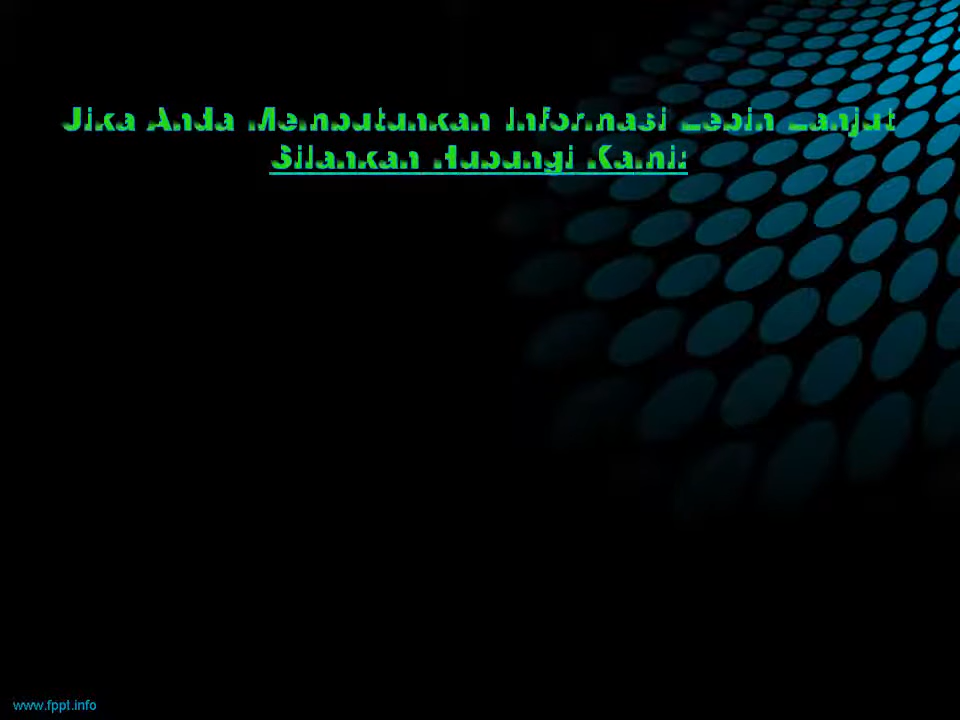 Jika Anda Membutuhkan Informasi Lebih Lanjut
Silahkan Hubungi Kami:
www.fppt.info